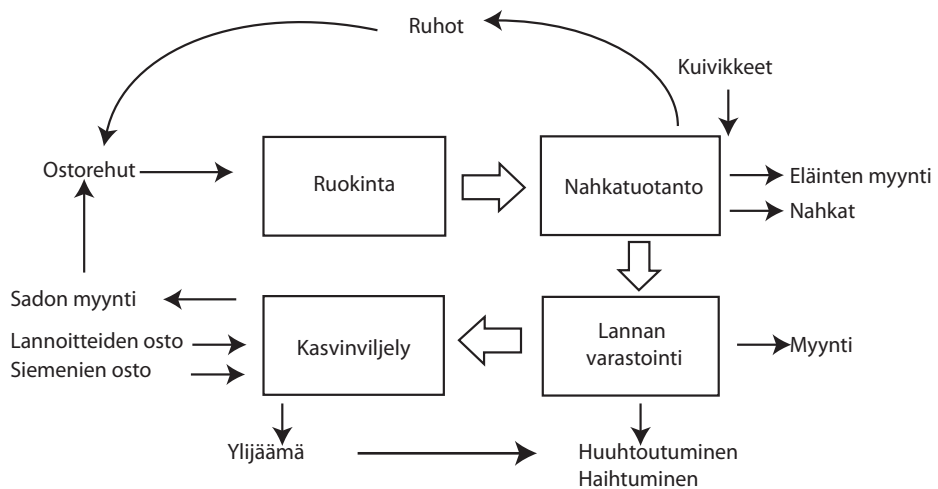 Ruhot
Kuivikkeet
Ostorehut
Ruokinta
Nahkatuotanto
Eläinten myynti
Nahkat
Sadon myynti
Lannoitteiden osto
Siemenien osto
Kasvinviljely
Lannan
varastointi
Myynti
Ylijäämä
Huuhtoutuminen
Haihtuminen